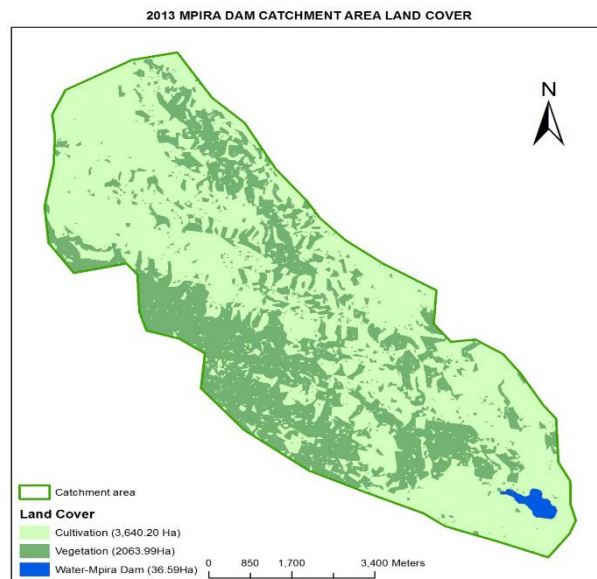 2013 MPIRA DAM CATCHMENT AREA LAND COVER
N
Catchment area
Land Cover
Cultivation (3,640.20 Ha)
Vegetation (2063.99Ha)
Water-Mpira Dam (36.59Ha)
0 850 1,700 3,400 Meters